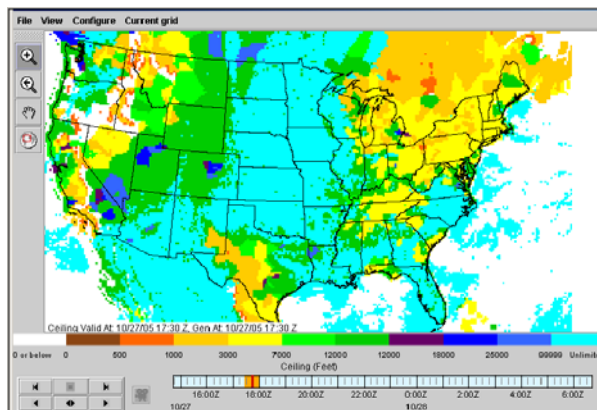 File View Configure Current grid
Ceiling Valid At: 10/27/05 17:30 Z, Gen At: 10/27/05 17:30 Z
0 or below 0 500 1000 3000 7000 12000 16000 25000 99999 Unlimit
Ceiling (Feet)
16:00Z 18:00Z 20:00Z 22:00Z 0:00Z 2:00Z 4:00Z 6:00Z
10/27 10/28